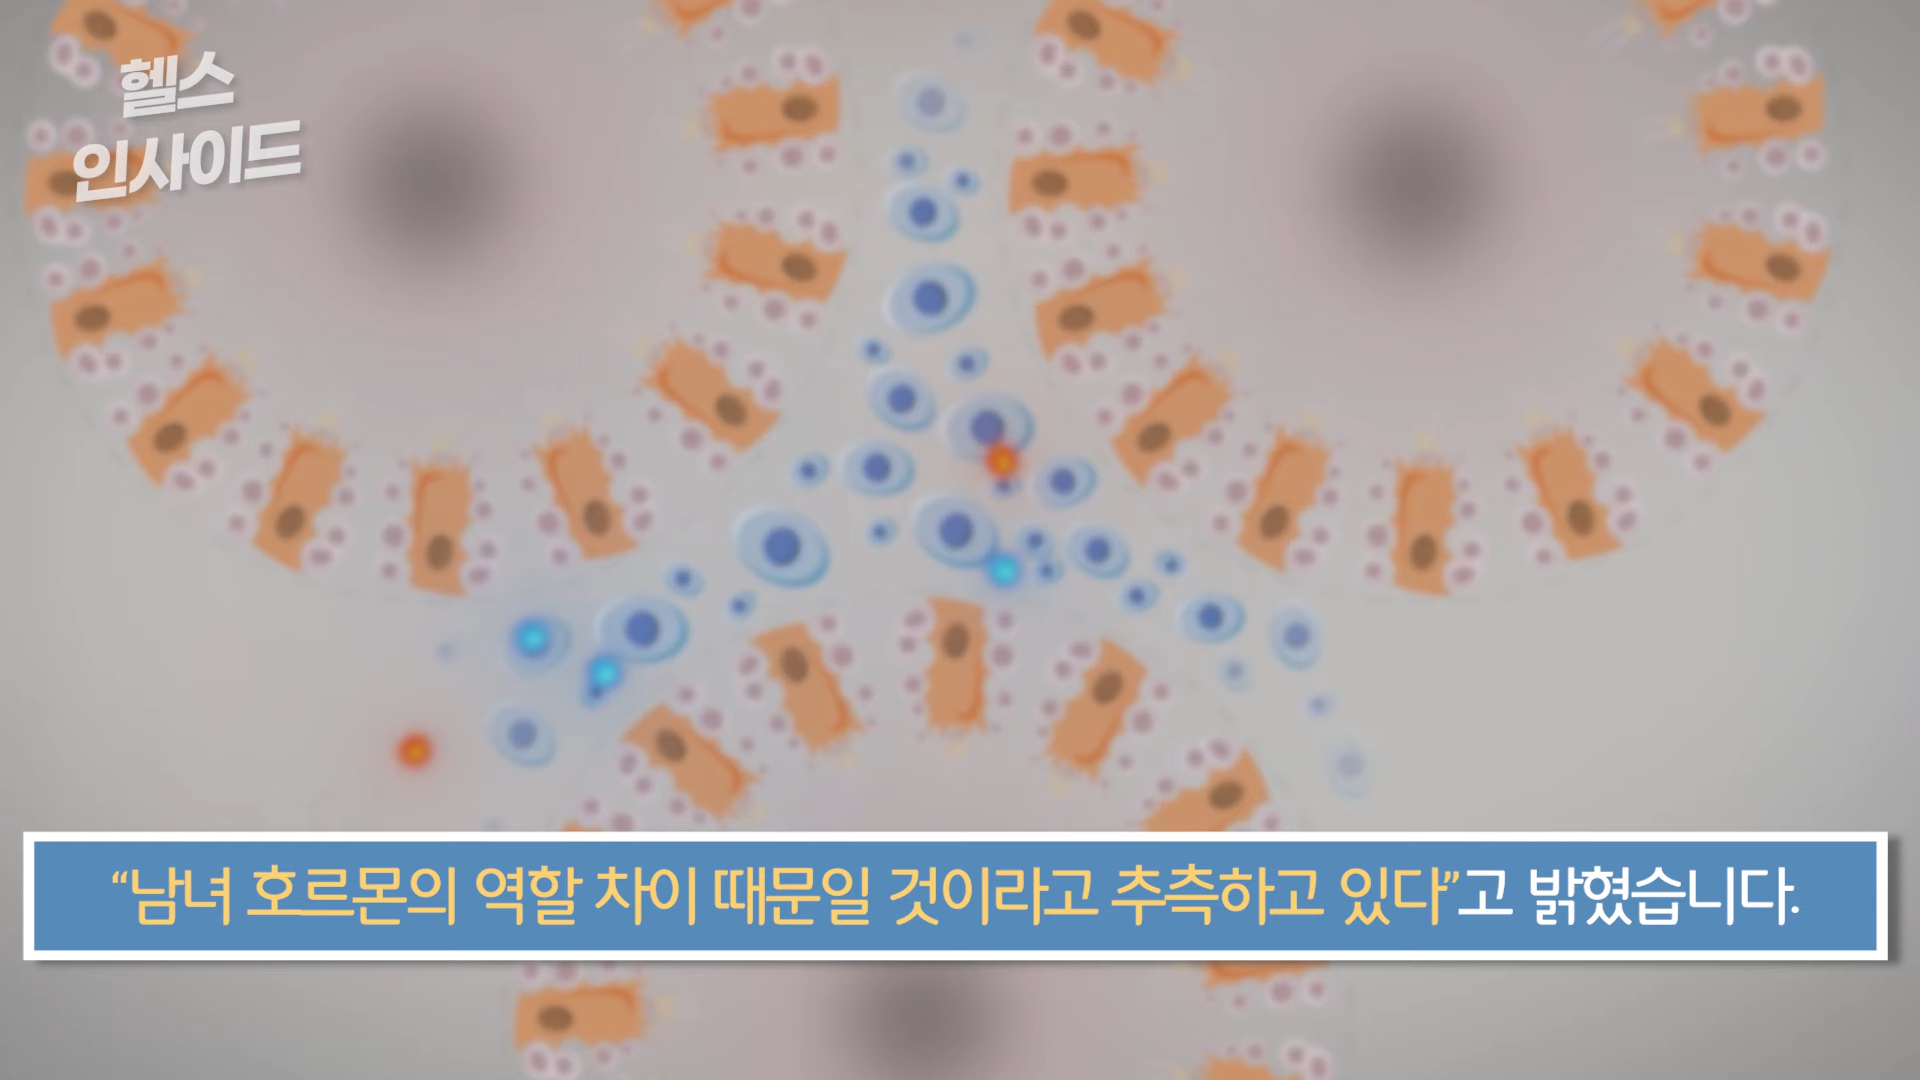 헬스
인사이드
“남녀 호르몬의 역할 차이 때문일 것이라고 추측하고 있다”고 밝혔습니다.